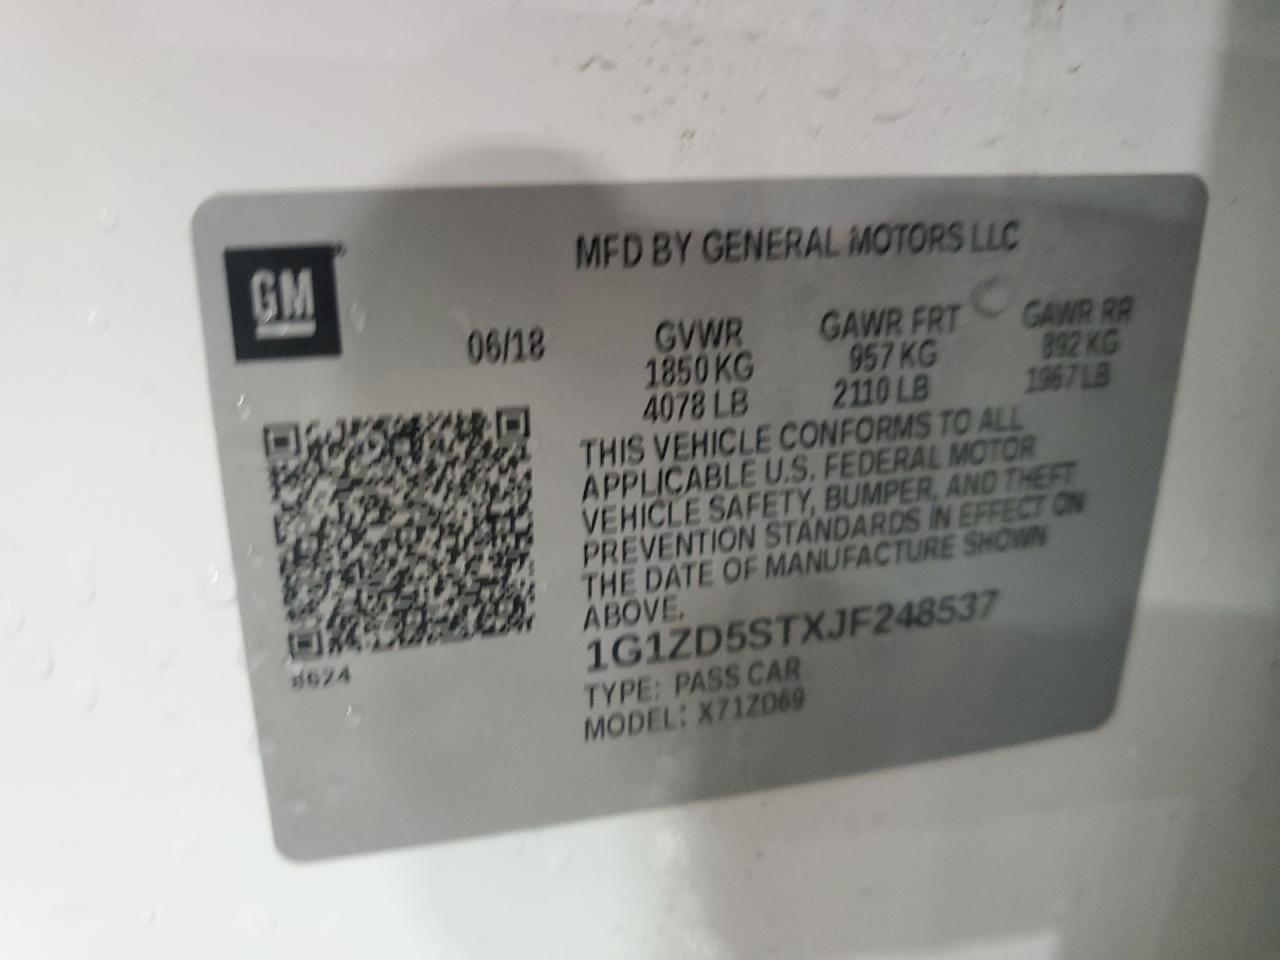 GM
MFD BY GENERAL MOTORS LLC
06/18
GVWR
1850 KG
4078 LB
GAWR FRT
957 KG
2110 LB
GAWR RR
892 KG
1967 LB
THIS VEHICLE CONFORMS TO ALL
APPLICABLE U.S. FEDERAL MOTOR
VEHICLE SAFETY, BUMPER, AND THEFT
PREVENTION STANDARDS IN EFFECT ON
THE DATE OF MANUFACTURE SHOWN
ABOVE.
1G1ZD5STXJF248537
TYPE: PASS CAR
MODEL: X71ZD69